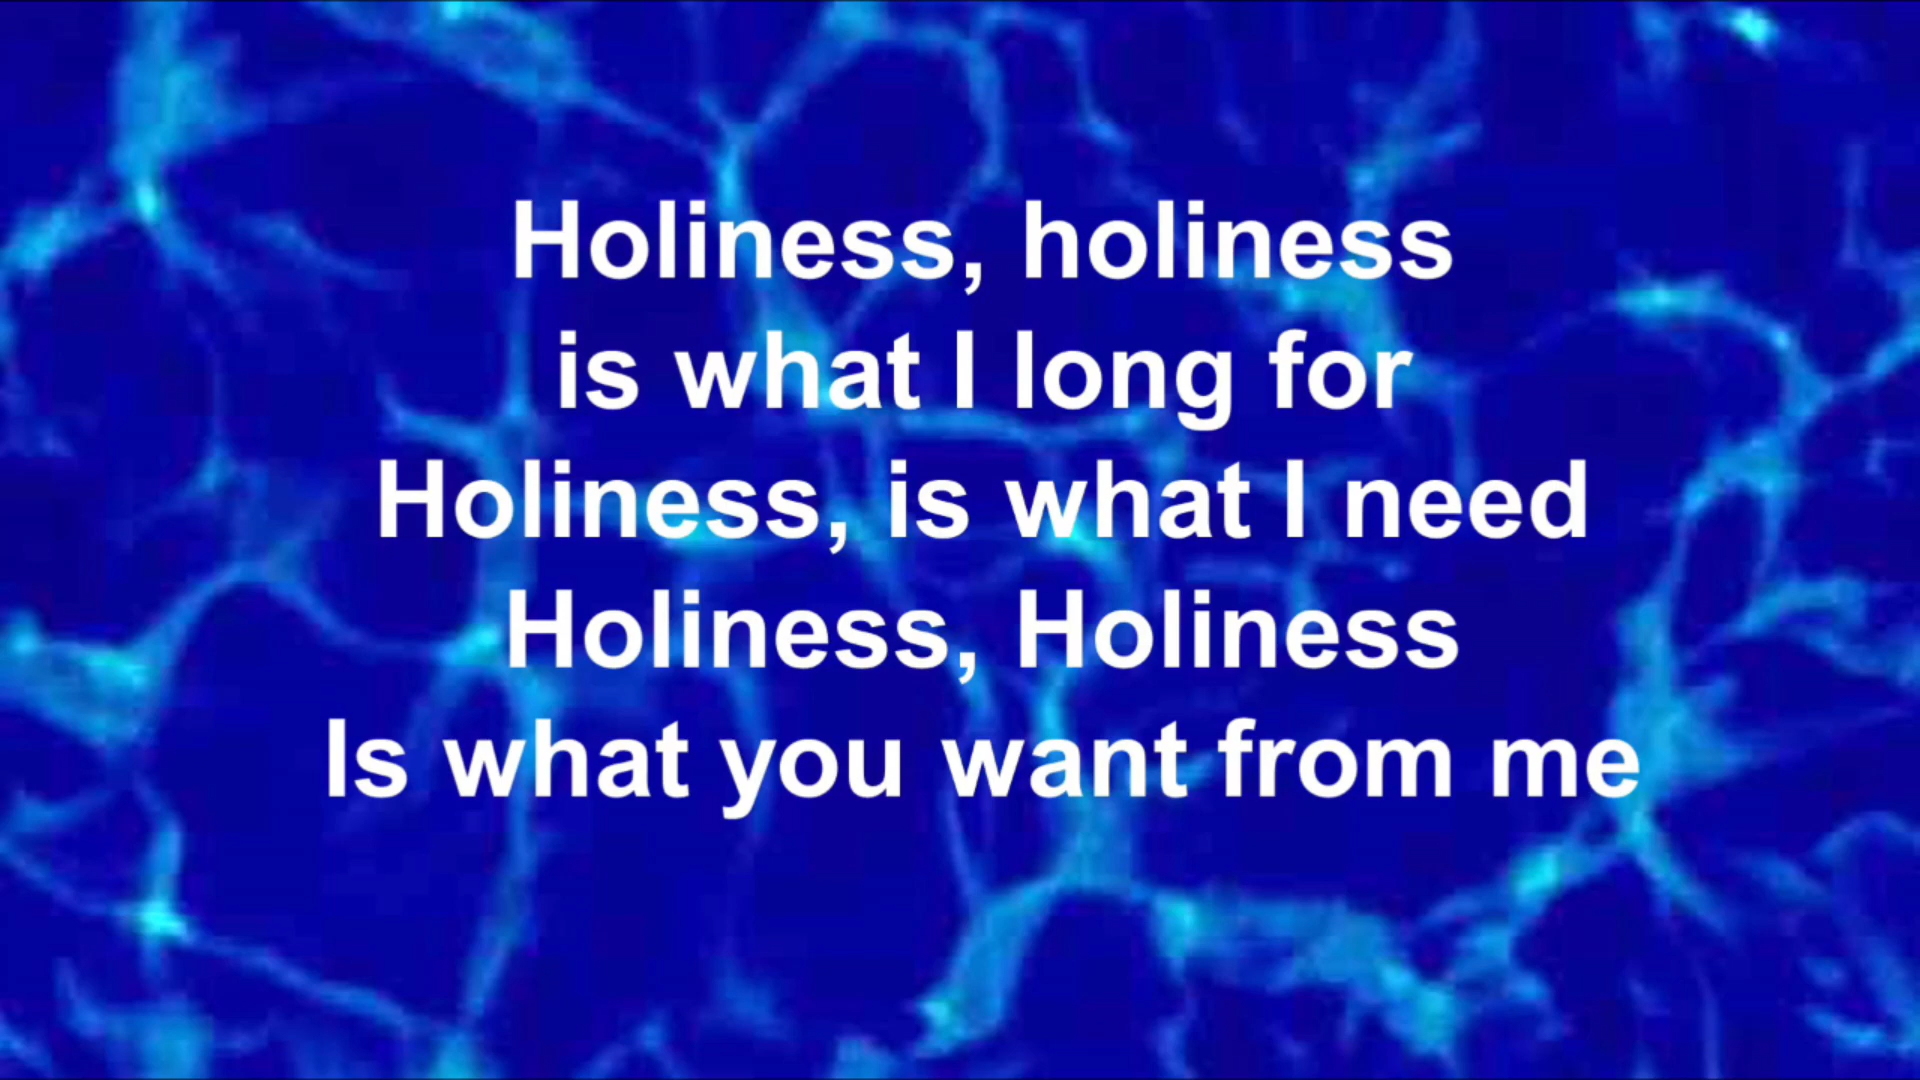 Holiness, holiness
is what I long for
Holiness, is what I need
Holiness, Holiness
Is what you want from me